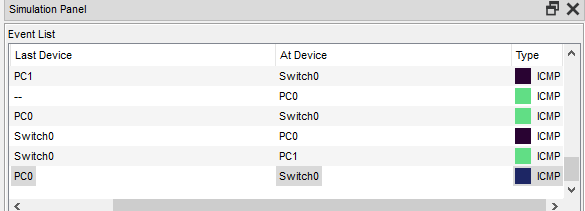 Simulation Panel
Event List
Last Device At Device Type
PC1 Switch0 ICMP
-- PC0 ICMP
PC0 Switch0 ICMP
Switch0 PC0 ICMP
Switch0 PC1 ICMP
PC0 Switch0 ICMP